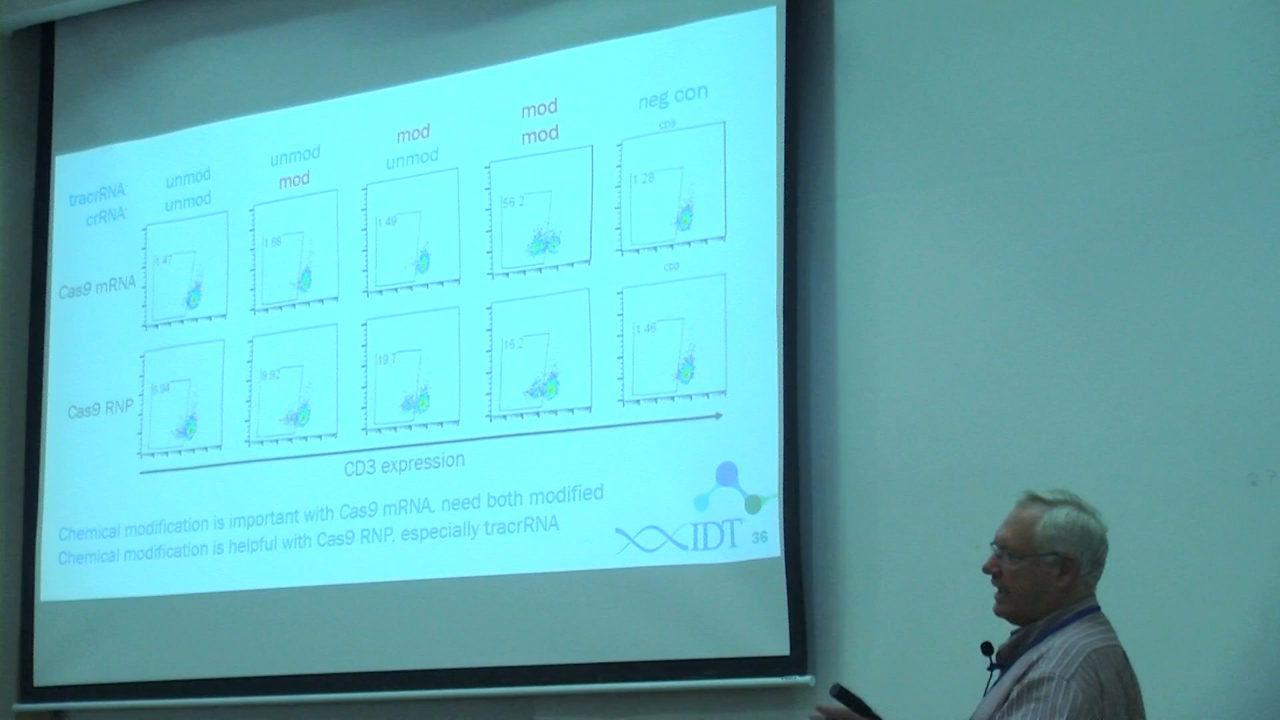 tracrRNA: unmod unmod mod mod neg con
crRNA: unmod mod unmod mod
CD3
Cas9 mRNA 1.47 1.88 1.49 56.2 1.28
CD3
Cas9 RNP 8.92 19.7 16.2 1.46
CD3 expression
Chemical modification is important with Cas9 mRNA, need both modified
Chemical modification is helpful with Cas9 RNP, especially tracrRNA
IDT 36